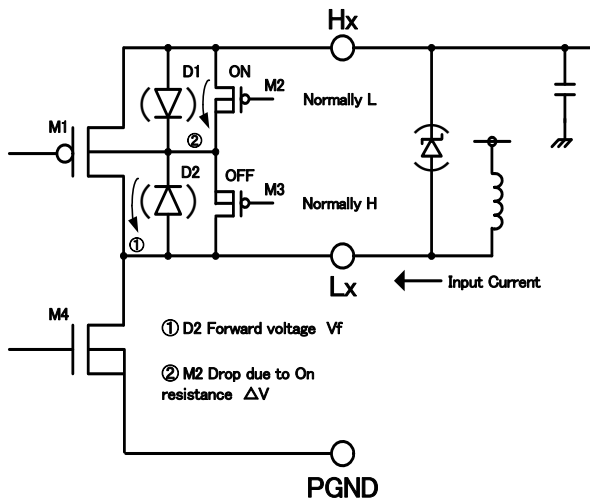 Hx
D1
ON
M2
Normally L
M1
②
D2
OFF
M3
Normally H
①
Lx
Input Current
M4
① D2 Forward voltage Vf
② M2 Drop due to On
resistance △V
PGND